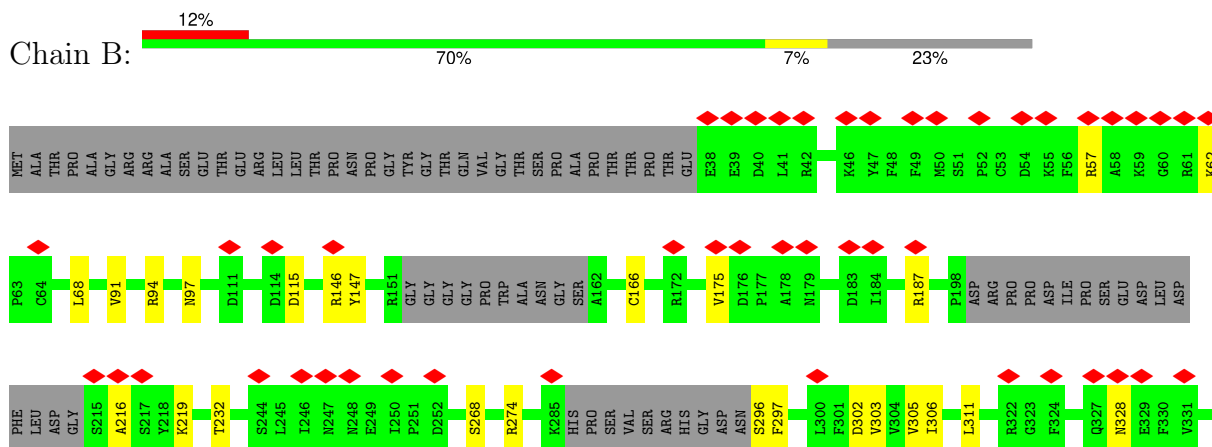 12%
Chain B:
70% 7% 23%
MET ALA THR PRO ALA GLY ARG ARG ALA SER GLU THR GLU ARG LEU LEU THR PRO ASN PRO GLY TYR GLY THR GLN VAL GLY THR SER PRO ALA PRO THR THR PRO THR GLU E38 E39 D40 L41 R42 K46 Y47 F48 F49 M50 S51 P52 C53 D54 K55 F56 R57 A58 K59 G60 R61 K62
P63 C64 L68 V91 R94 N97 D111 D114 D115 R146 Y147 R151 GLY GLY GLY GLY PRO TRP ALA ASN GLY SER A162 C166 R172 V175 D176 P177 A178 N179 D183 I184 R187 P198 ASP ARG PRO PRO ASP ILE PRO SER GLU ASP LEU ASP
PHE LEU ASP GLY S215 A216 S217 Y218 K219 T232 S244 L245 I246 N247 N248 E249 I250 P251 D252 S268 R274 K285 HIS PRO SER VAL SER ARG HIS GLY ASP ASN S296 F297 L300 F301 D302 V303 V304 V305 I306 L311 R322 G323 F324 Q327 N328 E329 F330 V331